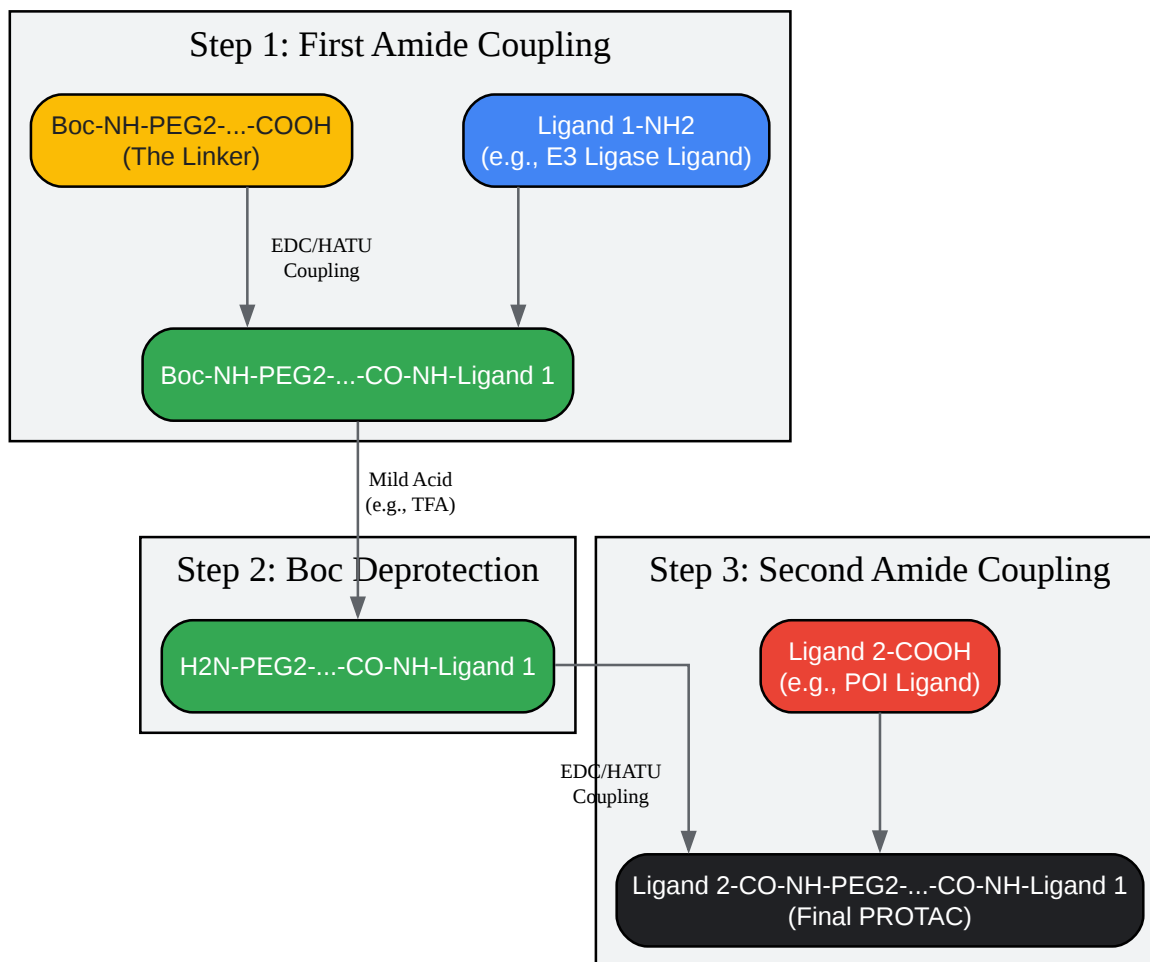 Step 1: First Amide Coupling
Boc-NH-PEG2-...-COOH
(The Linker)
Ligand 1-NH2
(e.g., E3 Ligase Ligand)
EDC/HATU
Coupling
Boc-NH-PEG2-...-CO-NH-Ligand 1
Mild Acid
(e.g., TFA)
Step 2: Boc Deprotection
H2N-PEG2-...-CO-NH-Ligand 1
Step 3: Second Amide Coupling
Ligand 2-COOH
(e.g., POI Ligand)
EDC/HATU
Coupling
Ligand 2-CO-NH-PEG2-...-CO-NH-Ligand 1
(Final PROTAC)